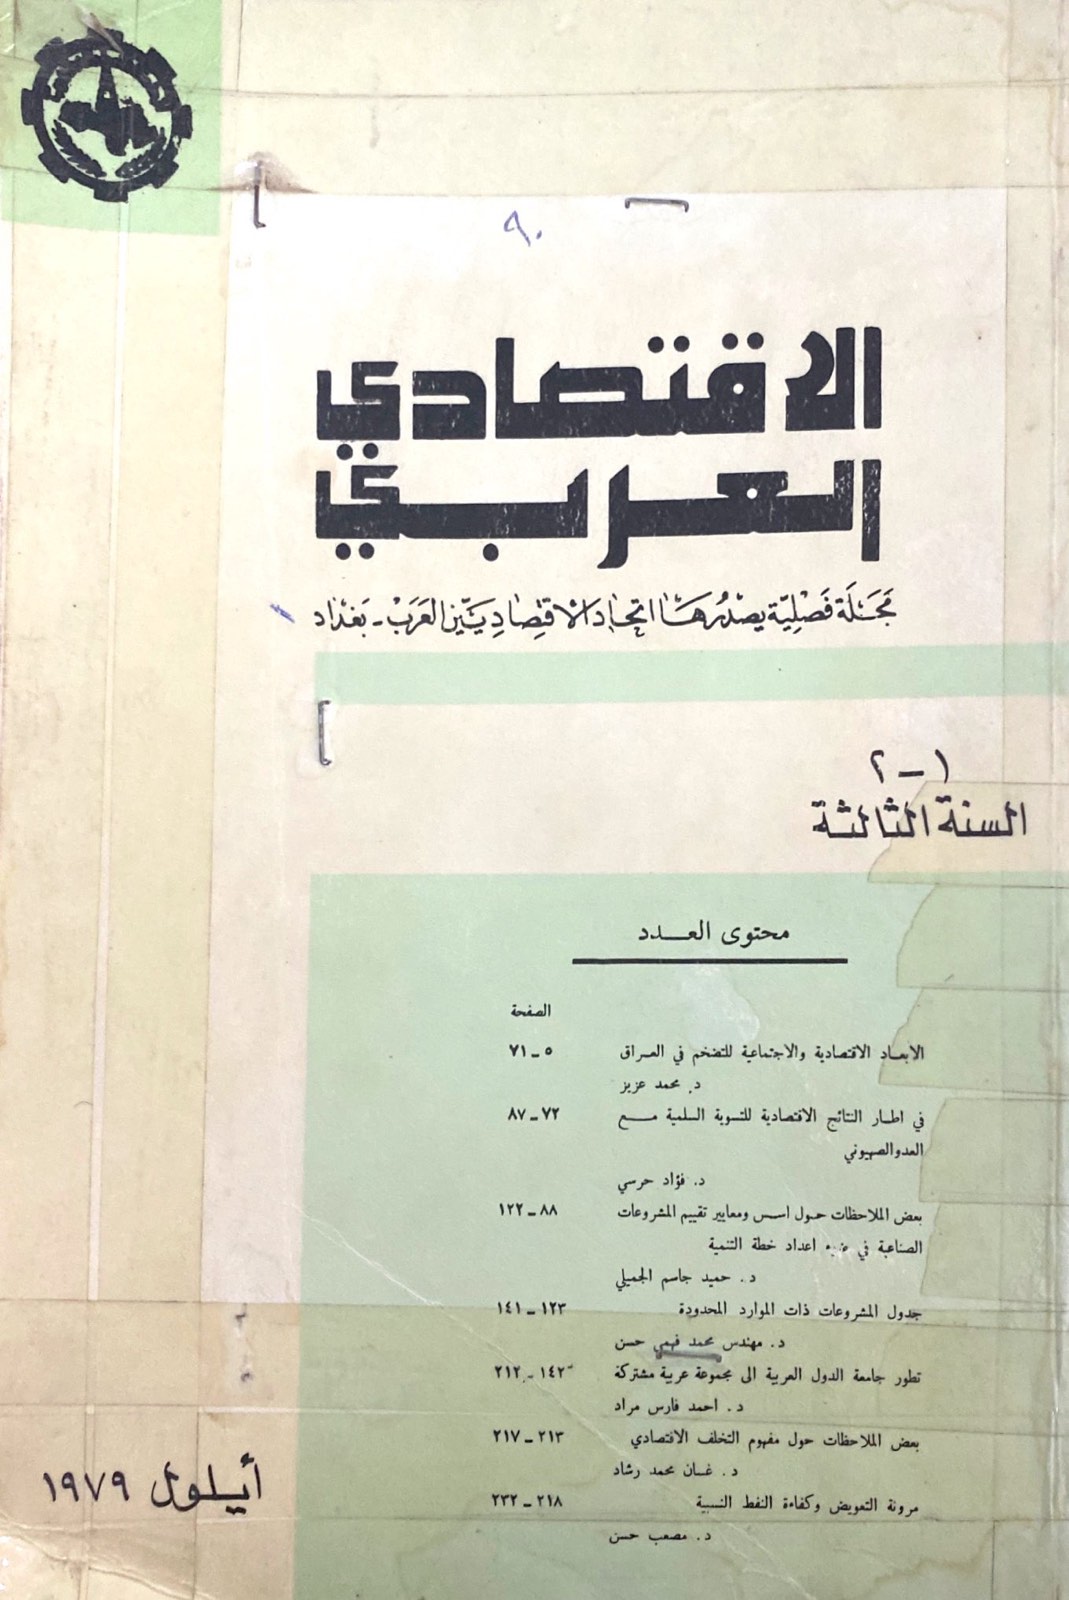 ٩٠
الاقتصادي
العربي
مجلة فصلية يصدرها اتحاد الاقتصاديين العرب - بغداد
١ - ٢
السنة الثالثة
محتوى العدد
الصفحة
الابعاد الاقتصادية والاجتماعية للتضخم في العراق ٥ - ٧١
د. محمد عزيز
في اطار النتائج الاقتصادية للتسوية السلمية مع ٧٢ - ٨٧
العدو الصهيوني
د. فؤاد حرسي
بعض الملاحظات حول اسس ومعايير تقييم المشروعات ٨٨ - ١٢٢
الصناعية في اعداد خطة التنمية
د. حميد جاسم الجميلي
جدول المشروعات ذات الموارد المحدودة ١٢٣ - ١٤١
د. مهندس محمد فهمي حسن
تطور جامعة الدول العربية الى مجموعة عربية مشتركة ١٤٢ - ٢١٢
د. احمد فارس مراد
بعض الملاحظات حول مفهوم التخلف الاقتصادي ٢١٣ - ٢١٧
د. غسان محمد رشاد
مرونة التعويض وكفاءة النفط النسبية ٢١٨ - ٢٣٢
د. مصعب حسن
أيلول ١٩٧٩